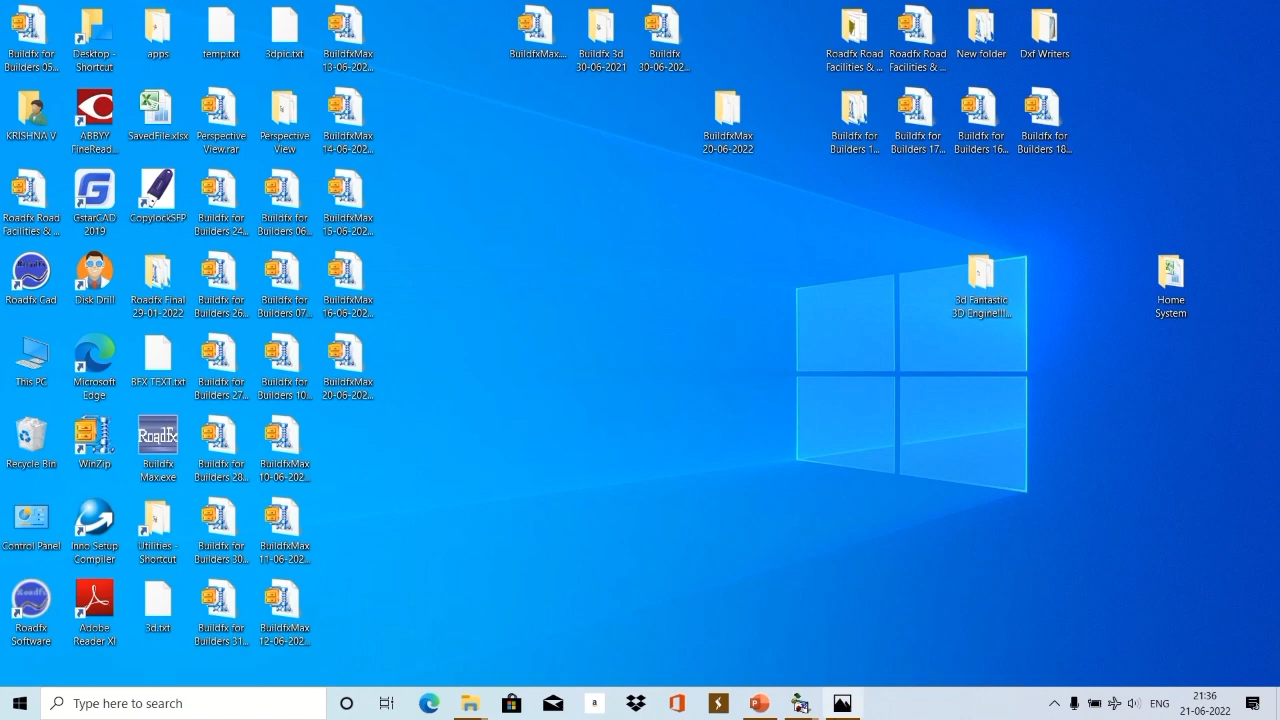 Buildfx for
Builders 05...
Desktop -
Shortcut
apps
temp.txt
3dpic.txt
BuildfxMax
13-06-202...
BuildfxMax....
Buildfx 3d
30-06-2021
Buildfx
30-06-202...
Roadfx Road
Facilities & ...
Roadfx Road
Facilities & ...
New folder
Dxf Writers
KRISHNA V
ABBYY
FineRead...
SavedFile.xlsx
Perspective
View.rar
Perspective
View
BuildfxMax
14-06-202...
BuildfxMax
20-06-2022
Buildfx for
Builders 1...
Buildfx for
Builders 17...
Buildfx for
Builders 16...
Buildfx for
Builders 18...
Roadfx Road
Facilities & ...
GstarCAD
2019
CopylockSFP
Buildfx for
Builders 24...
Buildfx for
Builders 06...
BuildfxMax
15-06-202...
Roadfx Cad
Disk Drill
Roadfx Final
29-01-2022
Buildfx for
Builders 26...
Buildfx for
Builders 07...
BuildfxMax
16-06-202...
3d Fantastic
3D Engine!!!...
Home
System
This PC
Microsoft
Edge
BFX TEXT.txt
Buildfx for
Builders 27...
Buildfx for
Builders 10...
BuildfxMax
20-06-202...
Recycle Bin
WinZip
RoadFx
Buildfx
Max.exe
Buildfx for
Builders 28...
BuildfxMax
10-06-202...
Control Panel
Inno Setup
Compiler
Utilities -
Shortcut
Buildfx for
Builders 30...
BuildfxMax
11-06-202...
Roadfx
Software
Adobe
Reader XI
3d.txt
Buildfx for
Builders 31...
BuildfxMax
12-06-202...
Type here to search
a
ENG
21:36
21-06-2022